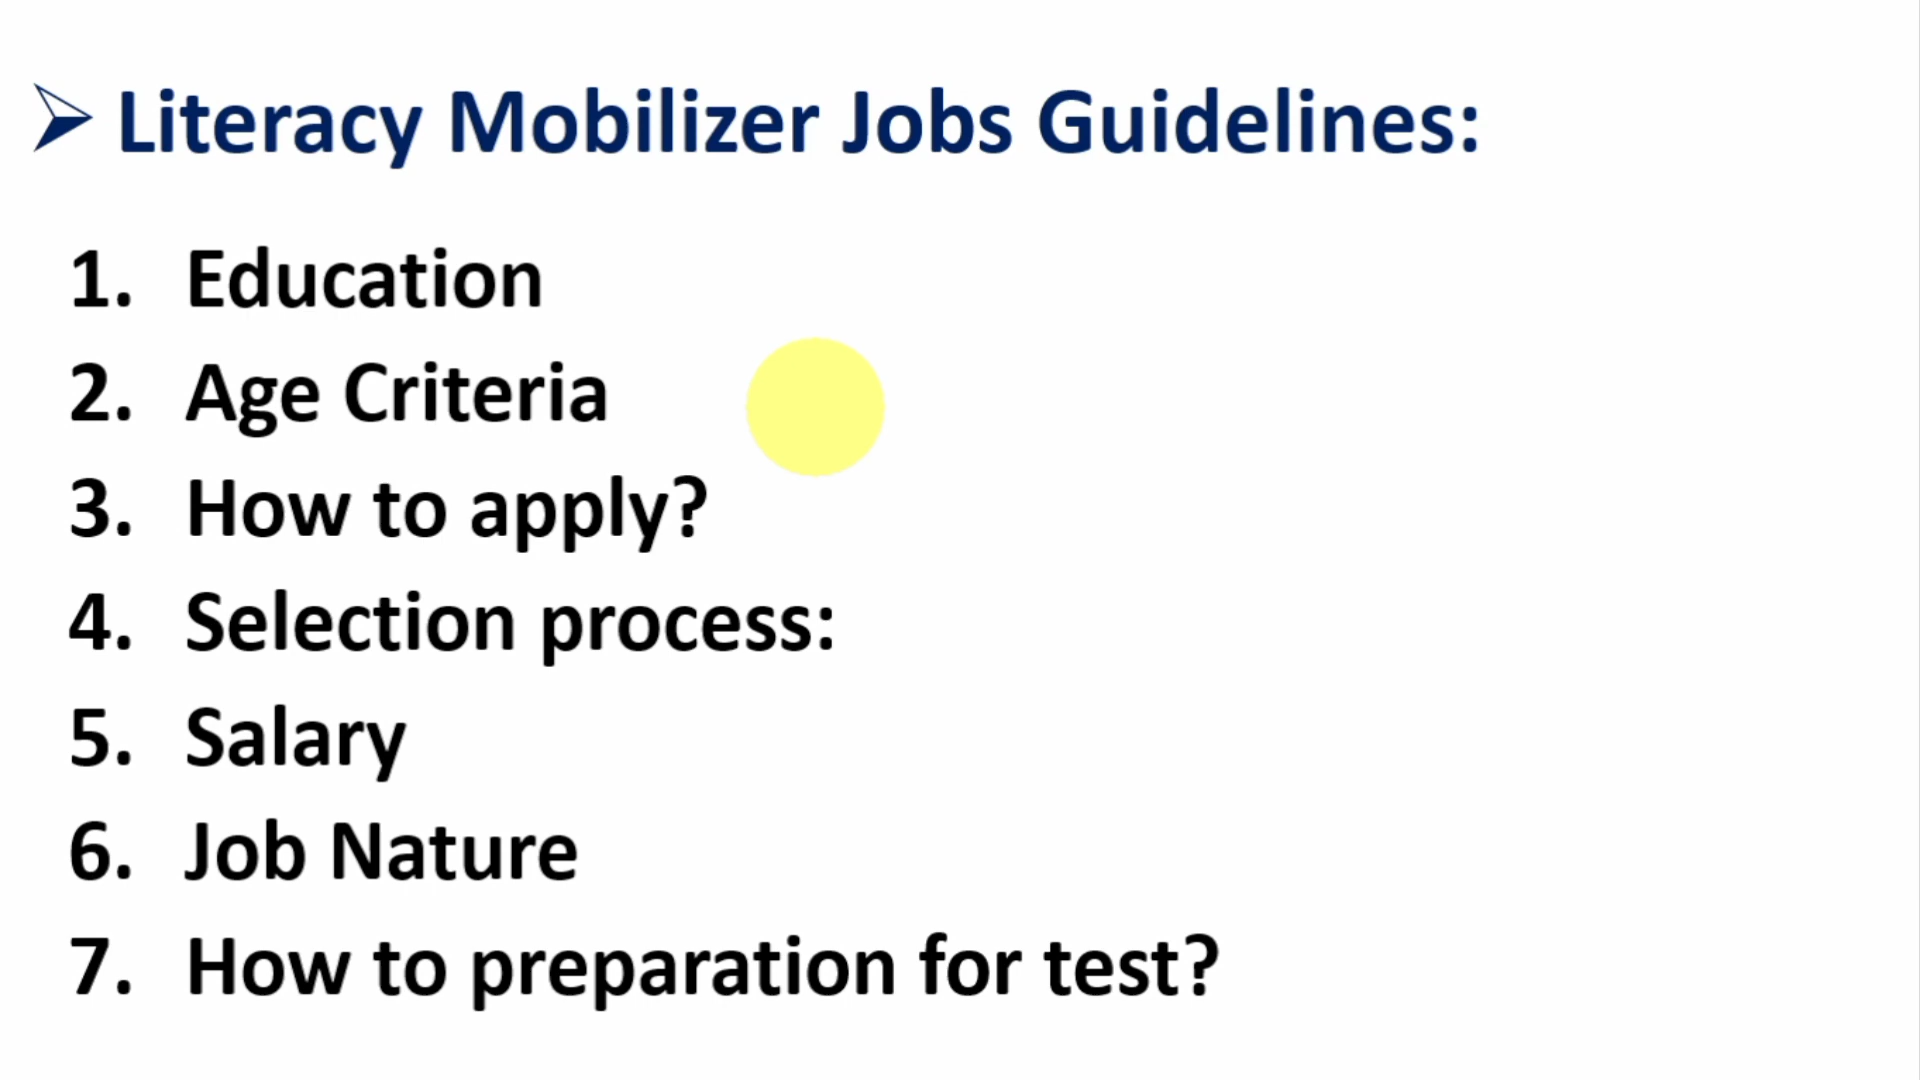 ➢ Literacy Mobilizer Jobs Guidelines:
1. Education
2. Age Criteria
3. How to apply?
4. Selection process:
5. Salary
6. Job Nature
7. How to preparation for test?